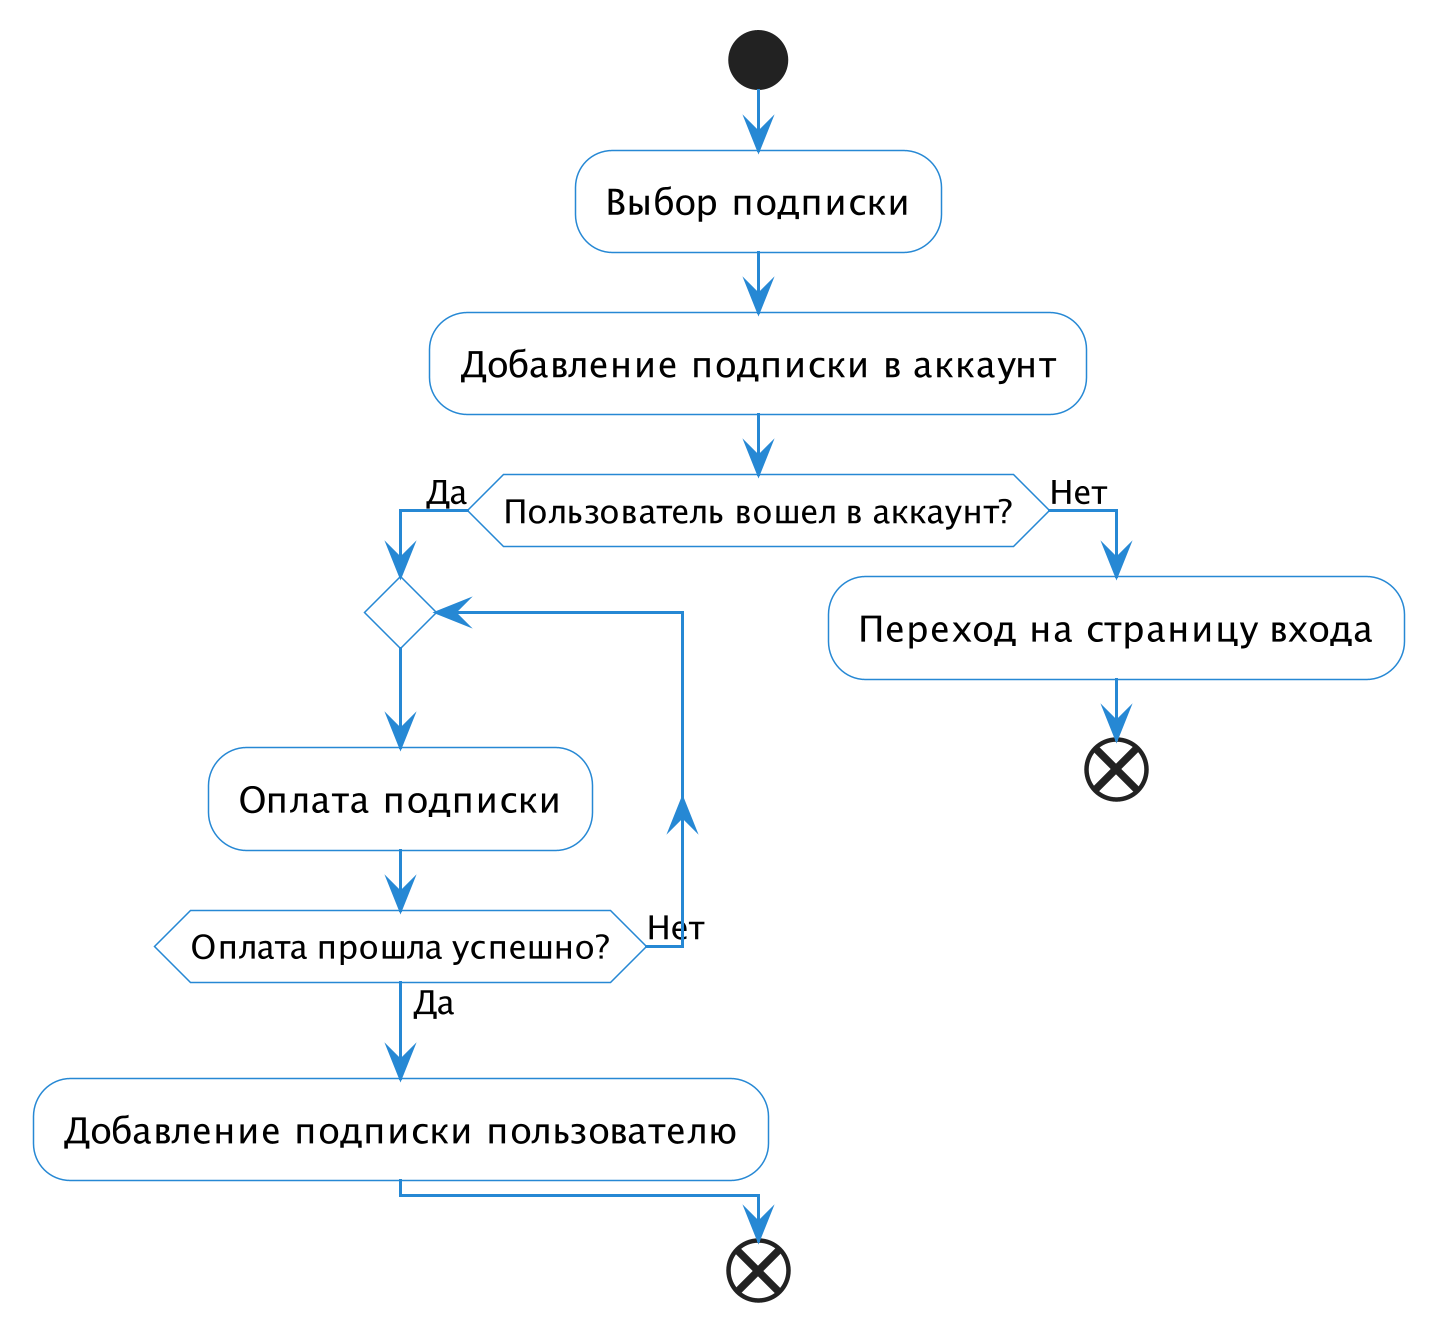 Выбор подписки
Добавление подписки в аккаунт
Да
Пользователь вошел в аккаунт?
Нет
Переход на страницу входа
Оплата подписки
Оплата прошла успешно?
Нет
Да
Добавление подписки пользователю